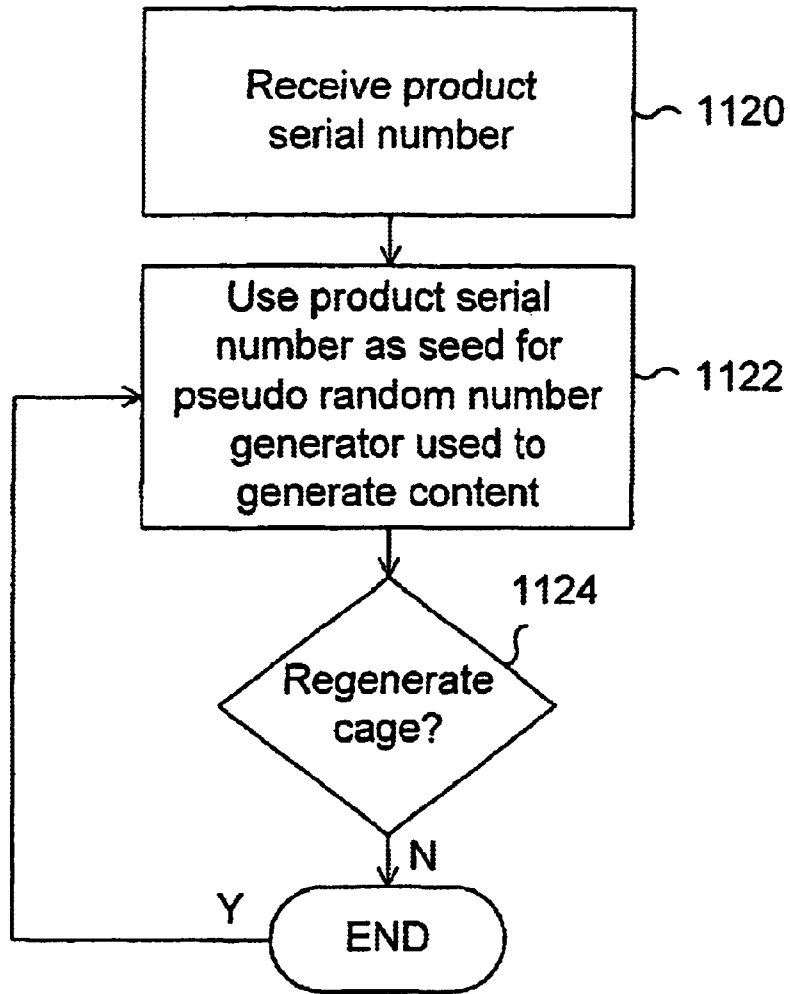 Receive product
serial number
1120
Use product serial
number as seed for
pseudo random number
generator used to
generate content
1122
1124
Regenerate
cage?
N
Y
END